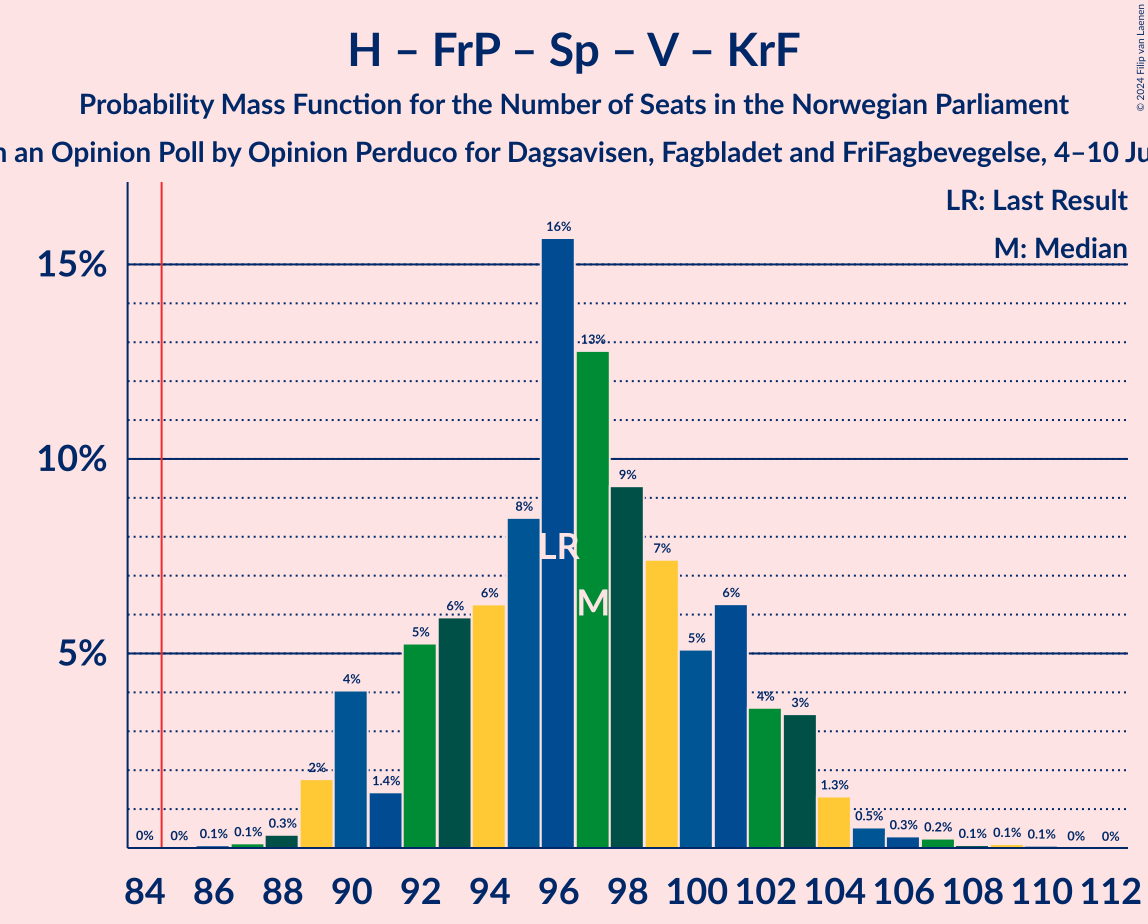 H – FrP – Sp – V – KrF
Probability Mass Function for the Number of Seats in the Norwegian Parliament
an Opinion Poll by Opinion Perduco for Dagsavisen, Fagbladet and FriFagbevegelse, 4–10
© 2024 Filip van Laenen
LR: Last Result
M: Median
15%
10%
5%
0% 0% 0.1% 0.1% 0.3% 2% 4% 1.4% 5% 6% 6% 8% 16% 13% 9% 7% 5% 6% 4% 3% 1.3% 0.5% 0.3% 0.2% 0.1% 0.1% 0.1% 0% 0%
LR
M
84 86 88 90 92 94 96 98 100 102 104 106 108 110 112